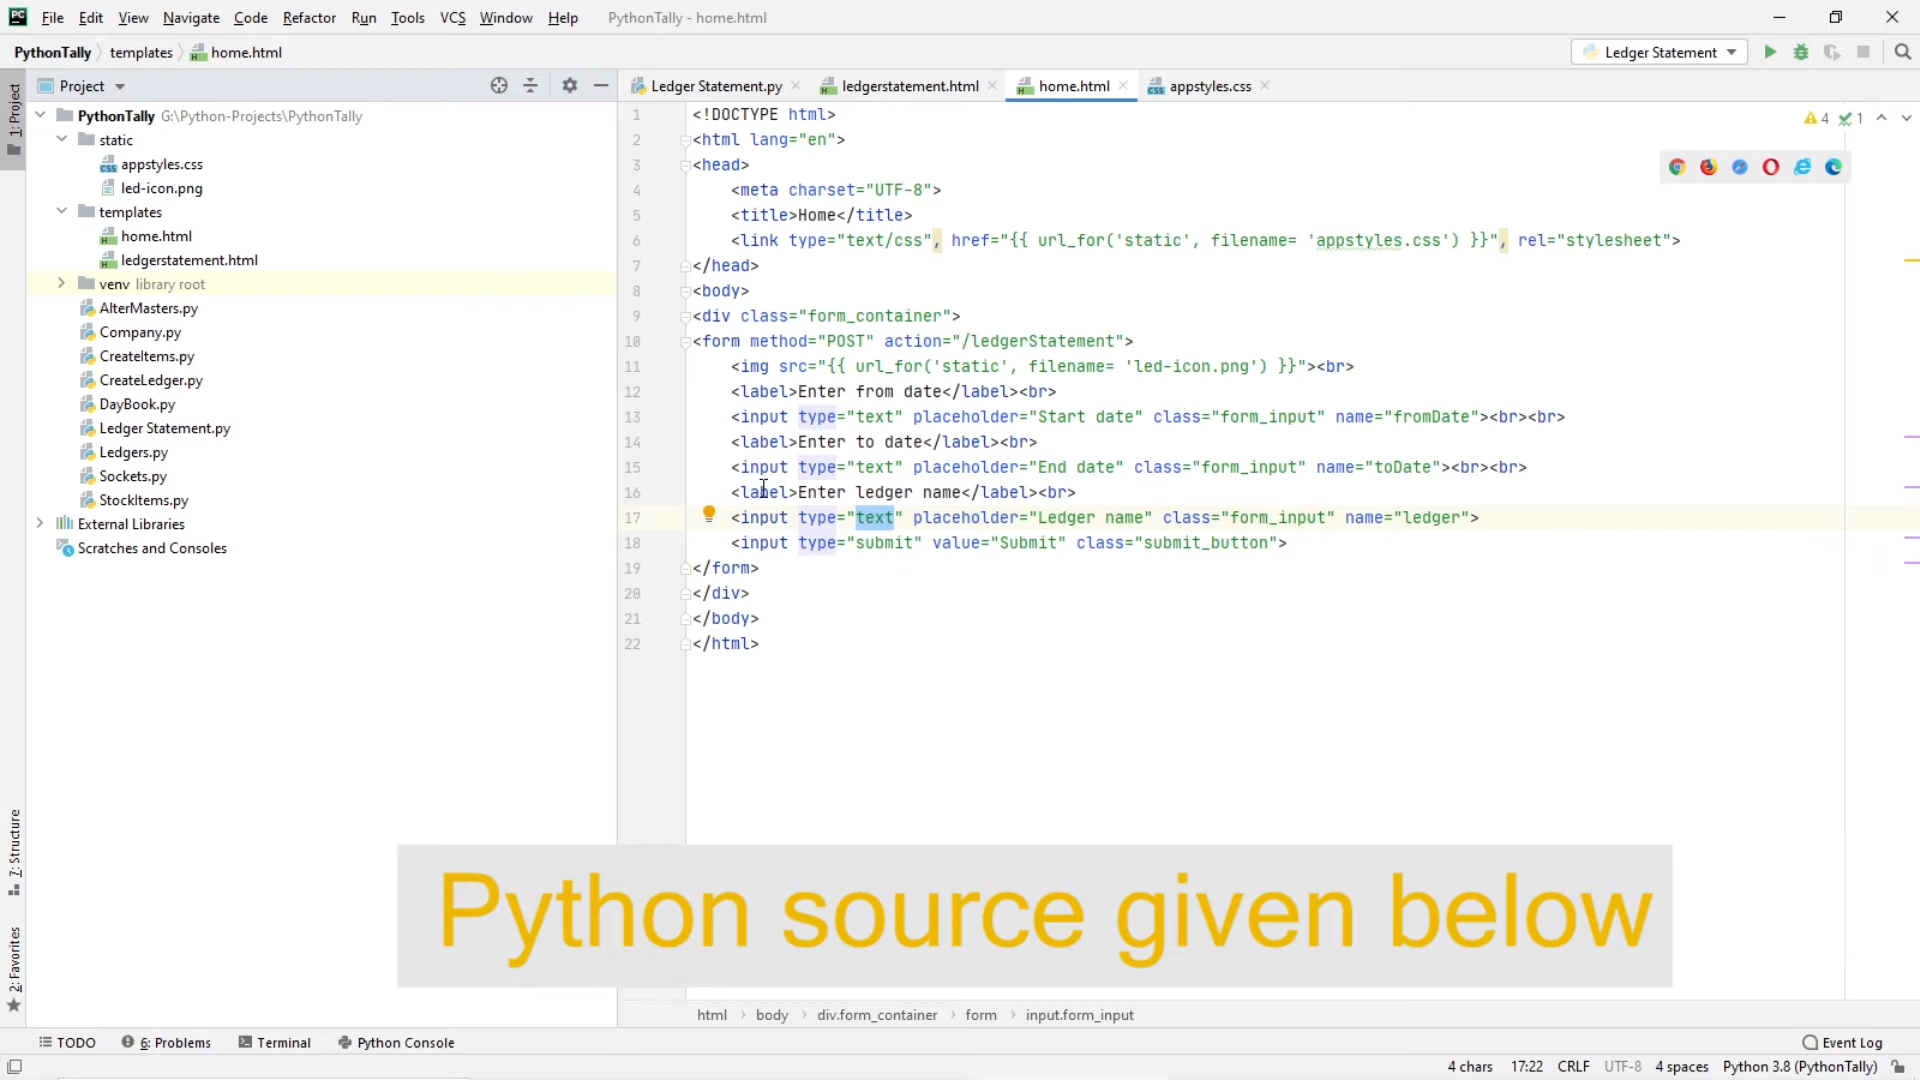 PC File Edit View Navigate Code Refactor Run Tools VCS Window Help PythonTally - home.html
PythonTally templates home.html Ledger Statement
1: Project
Project
PythonTally G:\Python-Projects\PythonTally
static
appstyles.css
led-icon.png
templates
home.html
ledgerstatement.html
venv library root
AlterMasters.py
Company.py
CreateItems.py
CreateLedger.py
DayBook.py
Ledger Statement.py
Ledgers.py
Sockets.py
StockItems.py
External Libraries
Scratches and Consoles
7: Structure
2: Favorites
Ledger Statement.py ledgerstatement.html home.html appstyles.css
4 1
1 <!DOCTYPE html>
2 <html lang="en">
3 <head>
4 <meta charset="UTF-8">
5 <title>Home</title>
6 <link type="text/css", href="{{ url_for('static', filename= 'appstyles.css') }}", rel="stylesheet">
7 </head>
8 <body>
9 <div class="form_container">
10 <form method="POST" action="/ledgerStatement">
11 <img src="{{ url_for('static', filename= 'led-icon.png') }}"><br>
12 <label>Enter from date</label><br>
13 <input type="text" placeholder="Start date" class="form_input" name="fromDate"><br><br>
14 <label>Enter to date</label><br>
15 <input type="text" placeholder="End date" class="form_input" name="toDate"><br><br>
16 <label>Enter ledger name</label><br>
17 <input type="text" placeholder="Ledger name" class="form_input" name="ledger">
18 <input type="submit" value="Submit" class="submit_button">
19 </form>
20 </div>
21 </body>
22 </html>
Python source given below
html body div.form_container form input.form_input
TODO 6: Problems Terminal Python Console Event Log
4 chars 17:22 CRLF UTF-8 4 spaces Python 3.8 (PythonTally)